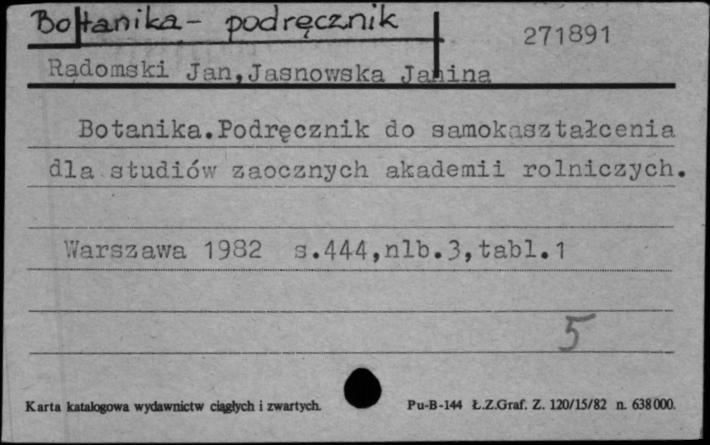 Botanika - podręcznik
271891
Radomski Jan, Jasnowska Janina
Botanika. Podręcznik do samokształcenia
dla studiów zaocznych akademii rolniczych.
Warszawa 1982 s.444, nlb.3, tabl.1
5
Karta katalogowa wydawnictw ciągłych i zwartych. Pu-B-144 Ł.Z.Graf. Z. 120/15/82 n. 638000.